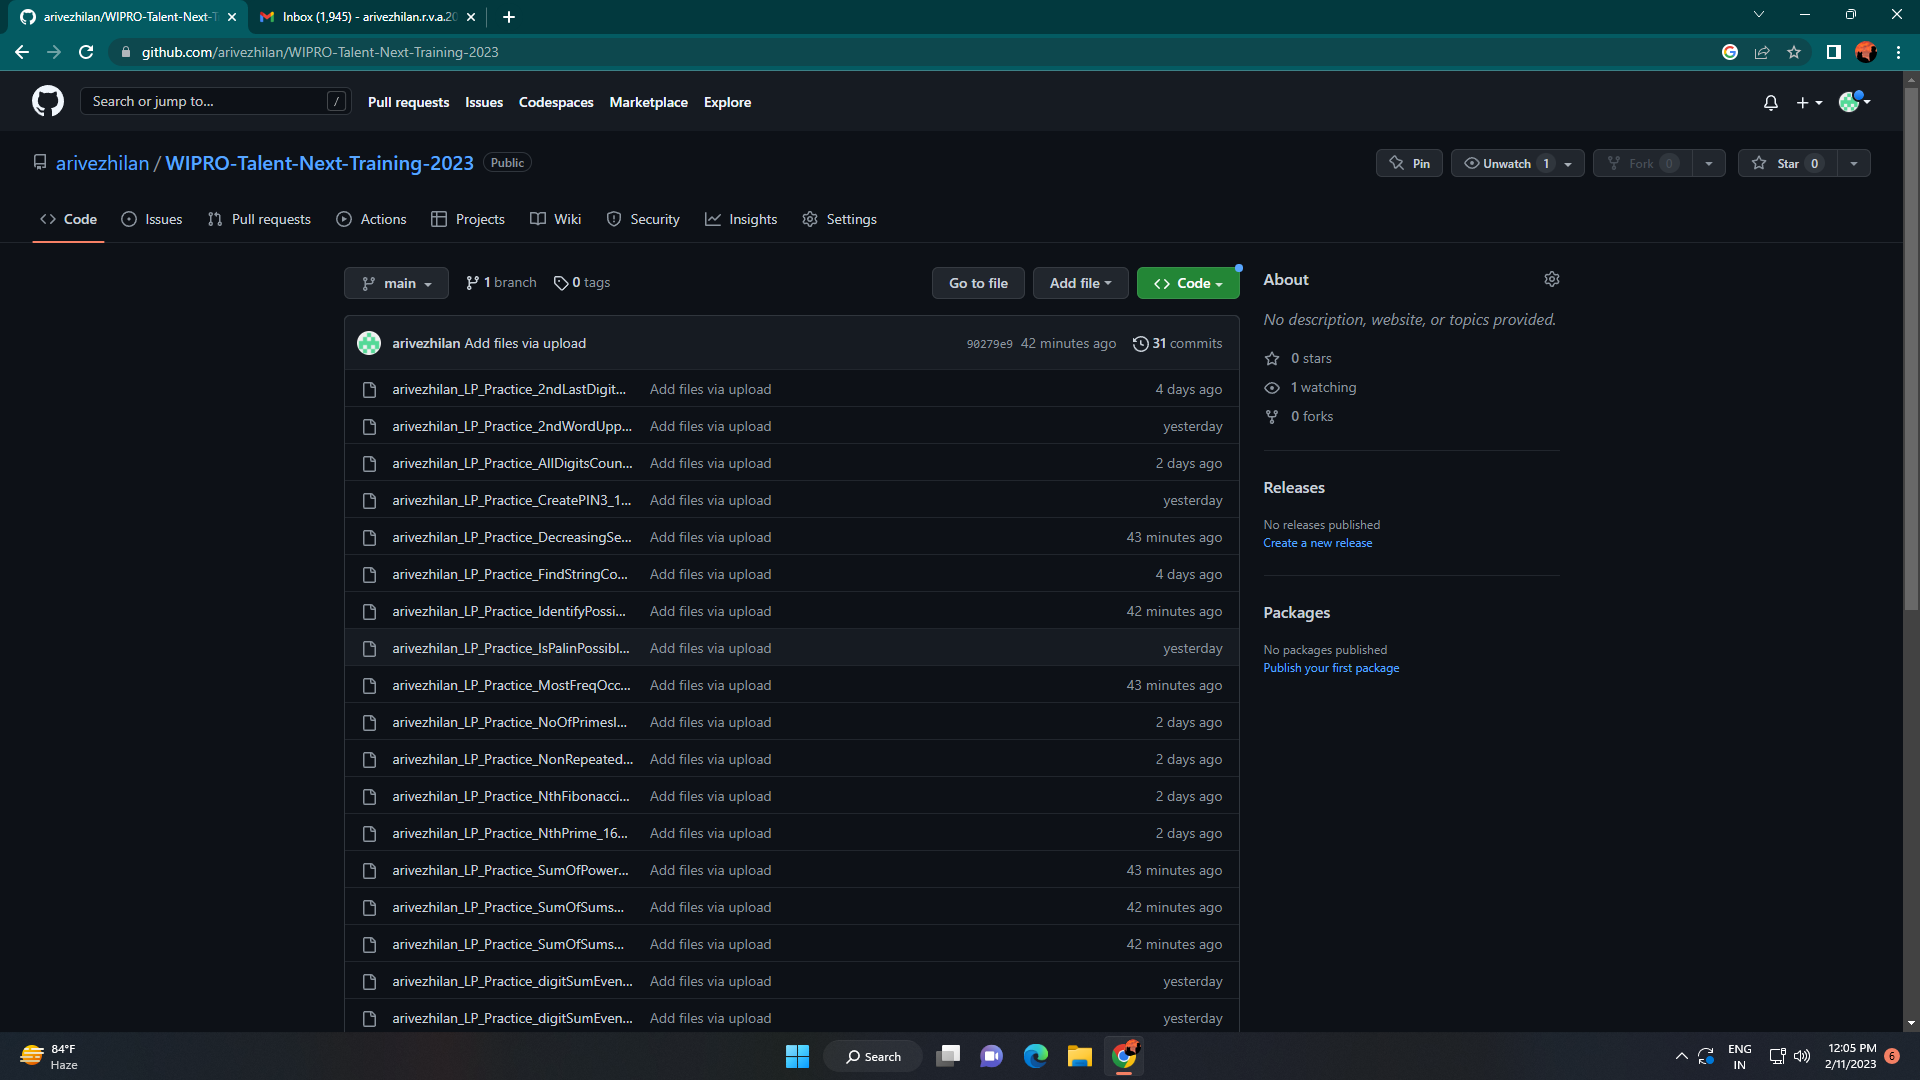 arivezhilan/WIPRO-Talent-Next-T
Inbox (1,945) - arivezhilan.r.v.a.20
github.com/arivezhilan/WIPRO-Talent-Next-Training-2023
Search or jump to... /
Pull requests Issues Codespaces Marketplace Explore
arivezhilan / WIPRO-Talent-Next-Training-2023 Public
Pin Unwatch 1 Fork 0 Star 0
Code Issues Pull requests Actions Projects Wiki Security Insights Settings
main 1 branch 0 tags Go to file Add file Code
arivezhilan Add files via upload 90279e9 42 minutes ago 31 commits
arivezhilan_LP_Practice_2ndLastDigit... Add files via upload 4 days ago
arivezhilan_LP_Practice_2ndWordUpp... Add files via upload yesterday
arivezhilan_LP_Practice_AllDigitsCoun... Add files via upload 2 days ago
arivezhilan_LP_Practice_CreatePIN3_1... Add files via upload yesterday
arivezhilan_LP_Practice_DecreasingSe... Add files via upload 43 minutes ago
arivezhilan_LP_Practice_FindStringCo... Add files via upload 4 days ago
arivezhilan_LP_Practice_IdentifyPossi... Add files via upload 42 minutes ago
arivezhilan_LP_Practice_IsPalinPossibl... Add files via upload yesterday
arivezhilan_LP_Practice_MostFreqOcc... Add files via upload 43 minutes ago
arivezhilan_LP_Practice_NoOfPrimesI... Add files via upload 2 days ago
arivezhilan_LP_Practice_NonRepeated... Add files via upload 2 days ago
arivezhilan_LP_Practice_NthFibonacci... Add files via upload 2 days ago
arivezhilan_LP_Practice_NthPrime_16... Add files via upload 2 days ago
arivezhilan_LP_Practice_SumOfPower... Add files via upload 43 minutes ago
arivezhilan_LP_Practice_SumOfSums... Add files via upload 42 minutes ago
arivezhilan_LP_Practice_SumOfSums... Add files via upload 42 minutes ago
arivezhilan_LP_Practice_digitSumEven... Add files via upload yesterday
arivezhilan_LP_Practice_digitSumEven... Add files via upload yesterday
About
No description, website, or topics provided.
0 stars
1 watching
0 forks
Releases
No releases published
Create a new release
Packages
No packages published
Publish your first package
84°F
Haze
Search
ENG
IN
12:05 PM
2/11/2023
6